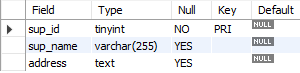 Field Type Null Key Default
sup_id tinyint NO PRI NULL
sup_name varchar(255) YES NULL
address text YES NULL